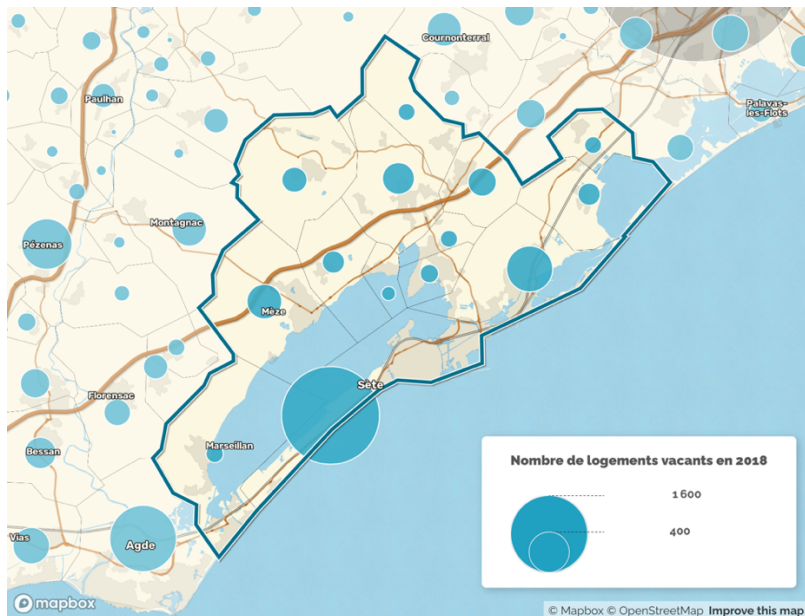 Cournonterral
Paulhan
Palavas-
les-Flots
Montagnac
Pézenas
Mèze
Sète
Florensac
Marseillan
Bessan
Vias
Agde
Nombre de logements vacants en 2018
1 600
400
mapbox
© Mapbox © OpenStreetMap Improve this map